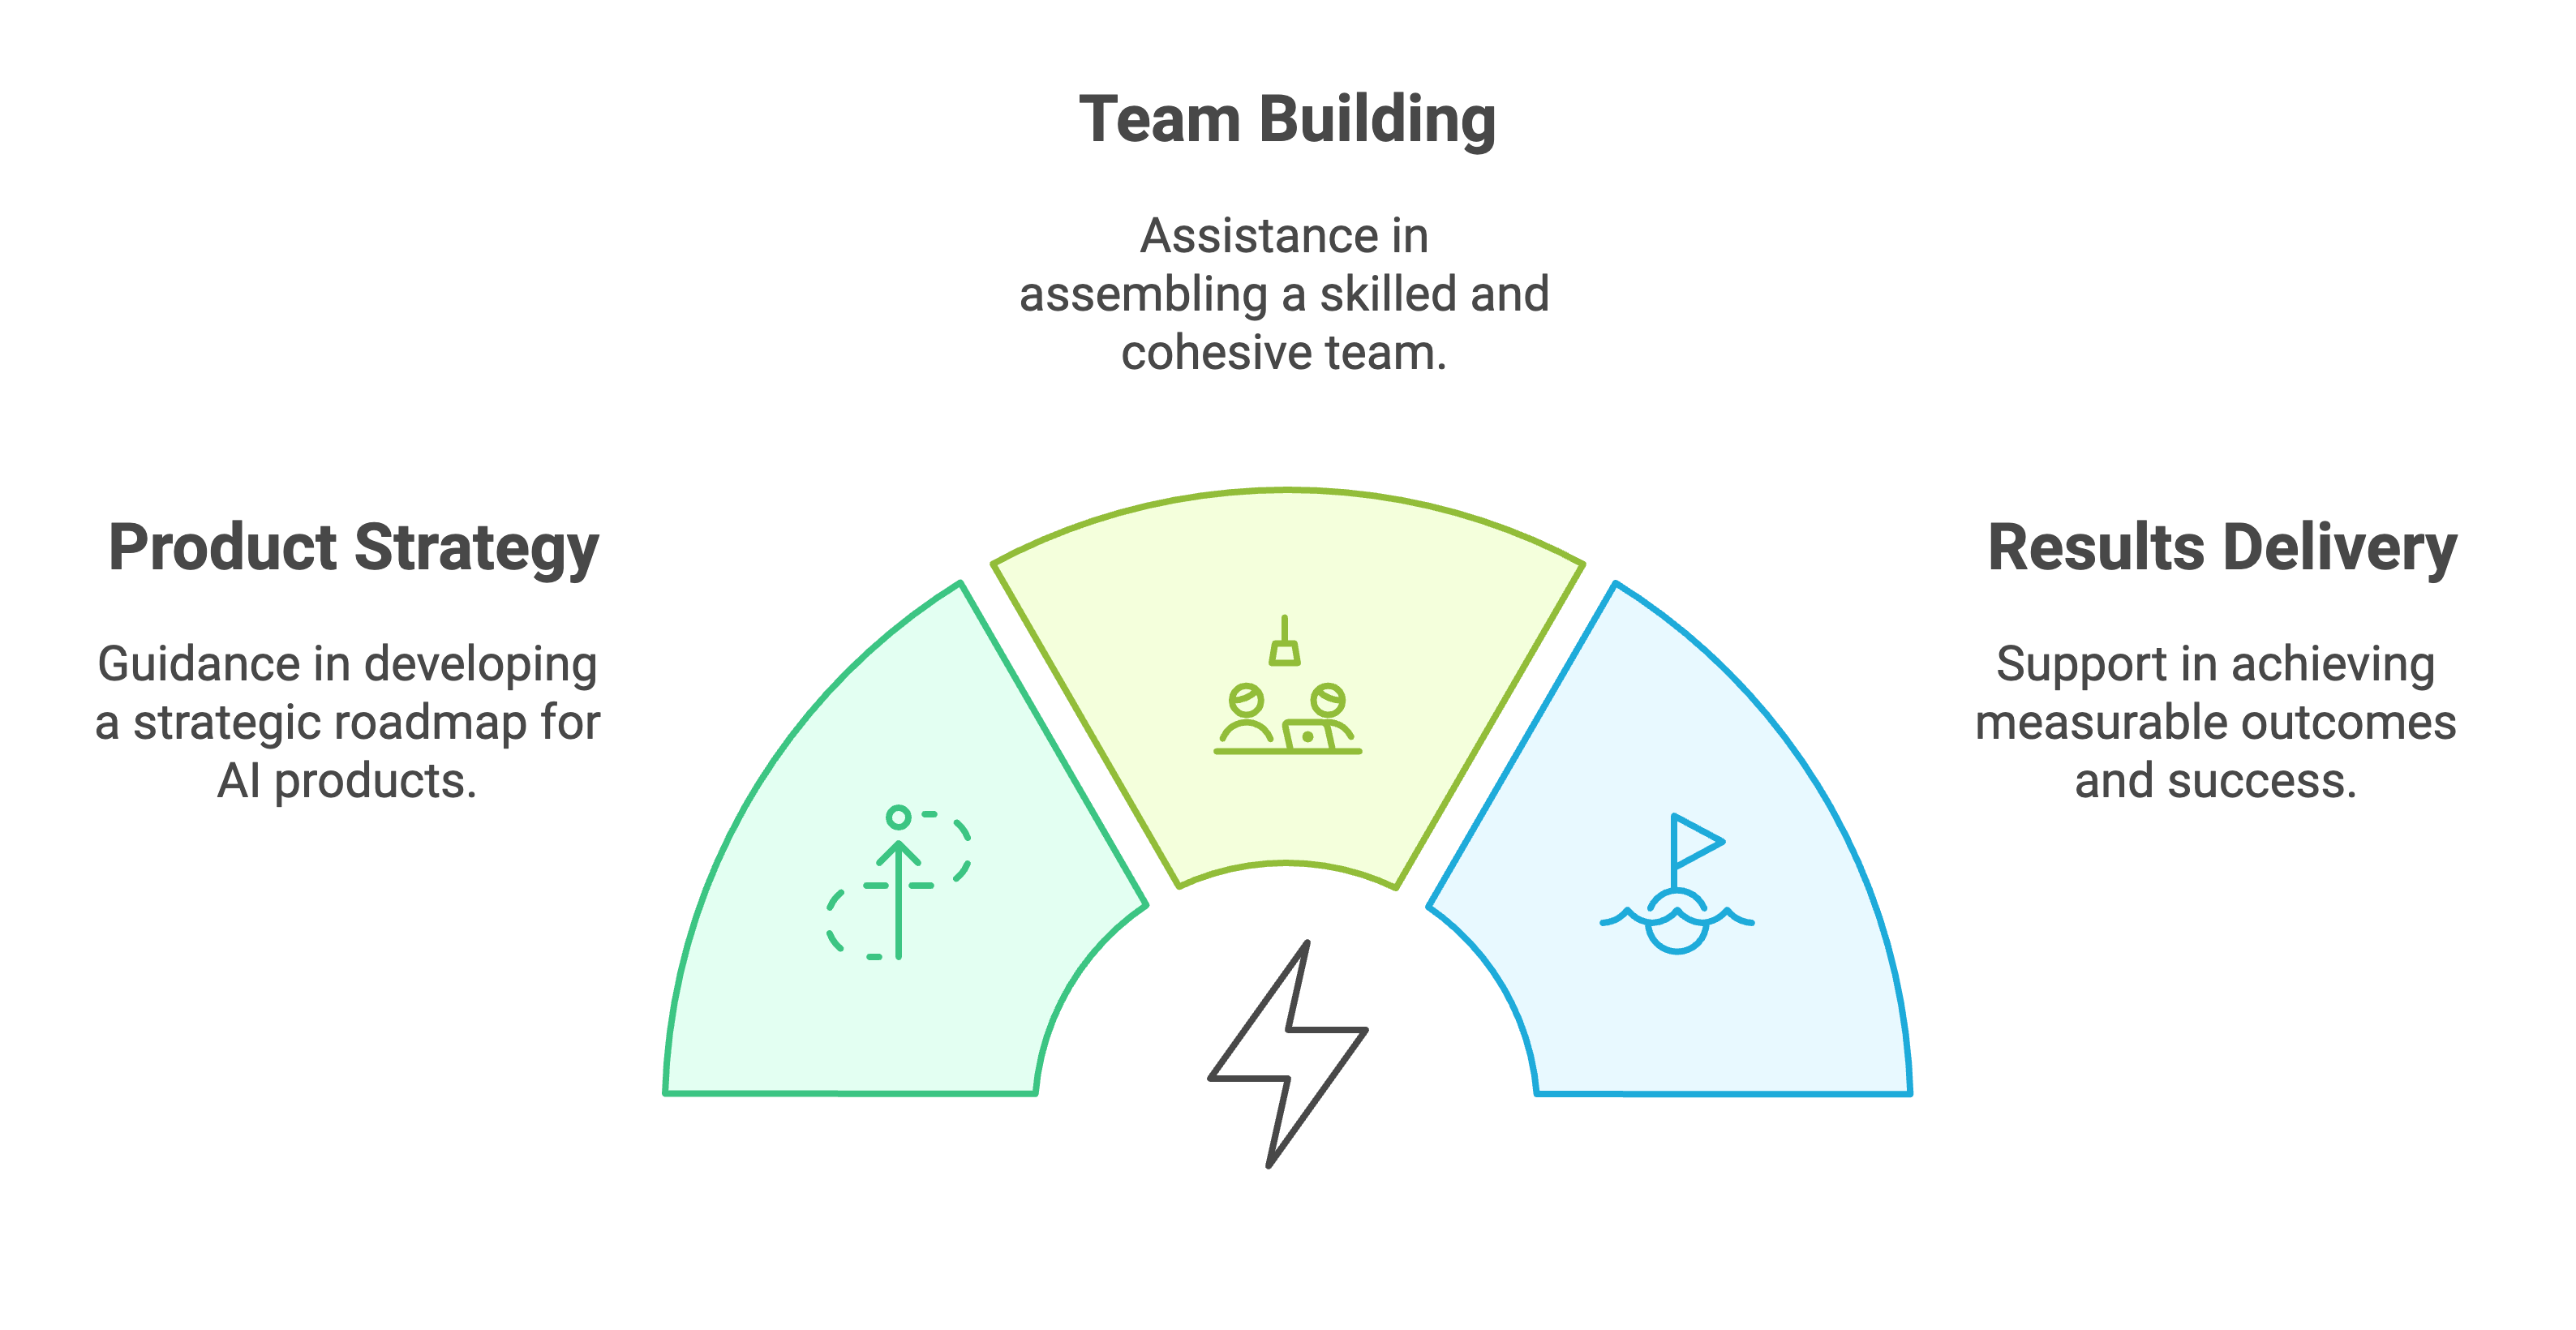 Team Building
Assistance in
assembling a skilled and
cohesive team.
Product Strategy
Guidance in developing
a strategic roadmap for
AI products.
Results Delivery
Support in achieving
measurable outcomes
and success.